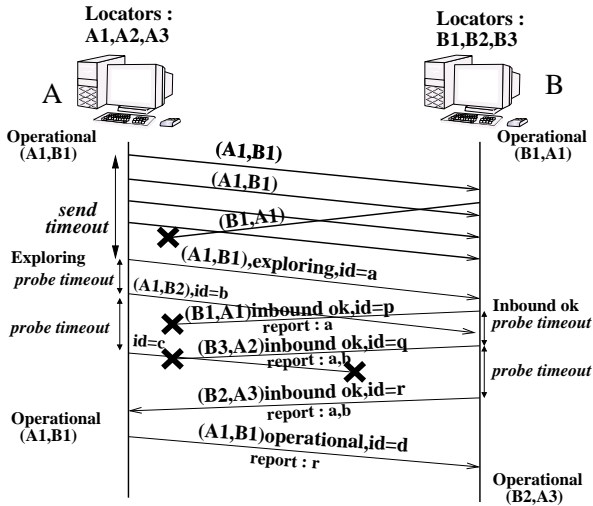 Locators :
A1,A2,A3
Locators :
B1,B2,B3
A
B
Operational
(A1,B1)
Operational
(B1,A1)
(A1,B1)
(A1,B1)
send
timeout
(B1,A1)
Exploring
(A1,B1),exploring,id=a
probe timeout
(A1,B2),id=b
(B1,A1)inbound ok,id=p
report : a
Inbound ok
probe timeout
probe timeout
id=c
(B3,A2)inbound ok,id=q
report : a,b
probe timeout
(B2,A3)inbound ok,id=r
report : a,b
Operational
(A1,B1)
(A1,B1)operational,id=d
report : r
Operational
(B2,A3)